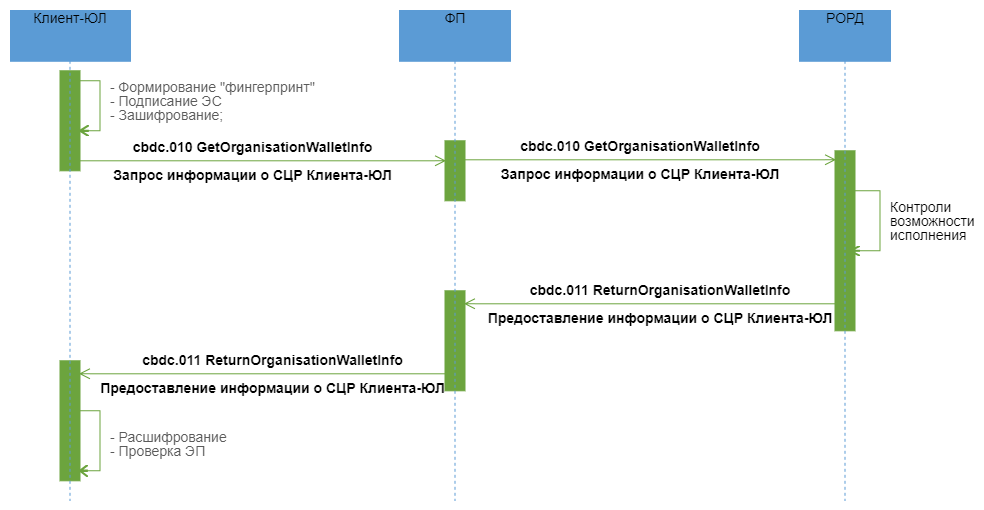 Клиент-ЮЛ
ФП
РОРД
- Формирование "фингерпринт"
- Подписание ЭС
- Зашифрование;
cbdc.010 GetOrganisationWalletInfo
Запрос информации о СЦР Клиента-ЮЛ
cbdc.010 GetOrganisationWalletInfo
Запрос информации о СЦР Клиента-ЮЛ
Контроли
возможности
исполнения
cbdc.011 ReturnOrganisationWalletInfo
Предоставление информации о СЦР Клиента-ЮЛ
cbdc.011 ReturnOrganisationWalletInfo
Предоставление информации о СЦР Клиента-ЮЛ
- Расшифрование
- Проверка ЭП